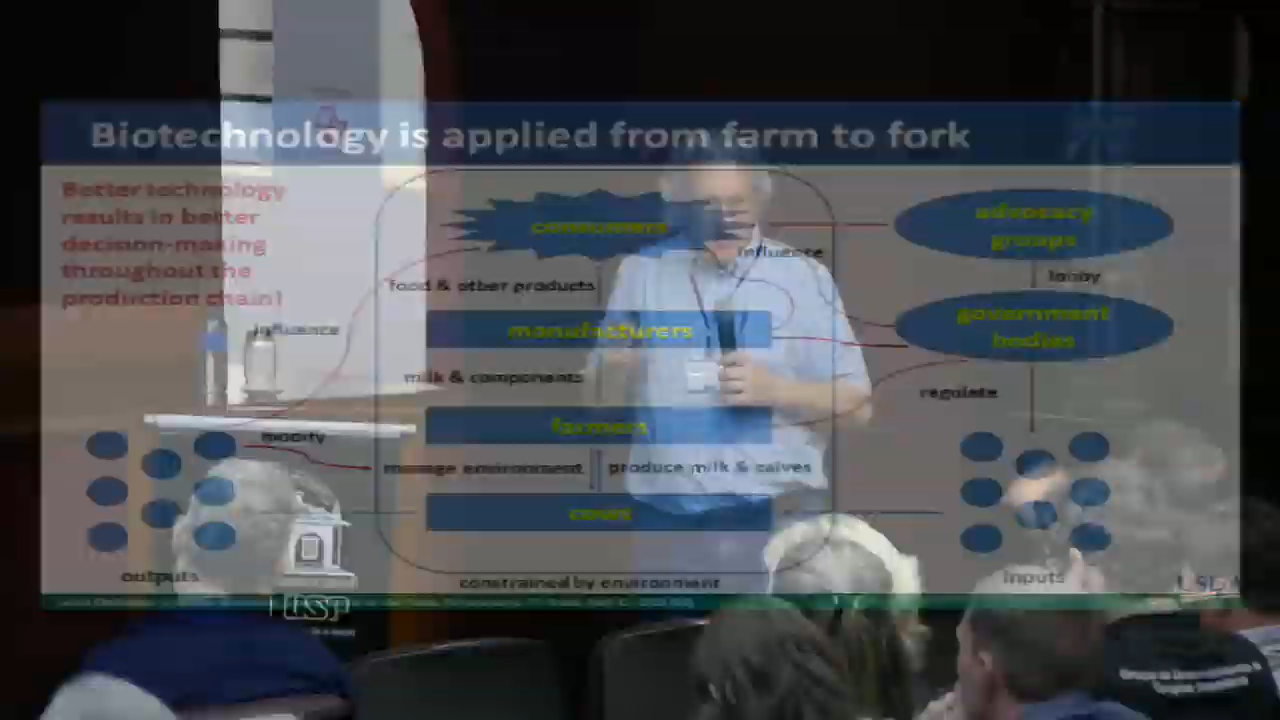 Biotechnology is applied from farm to fork
Better technology
results in better
decision-making
throughout the
production chain!
consumers
advocacy
groups
influence
food & other products
lobby
manufacturers
government
bodies
influence
milk & components
regulate
farmers
modify
manage environment
produce milk & calves
cows
outputs
inputs
constrained by environment